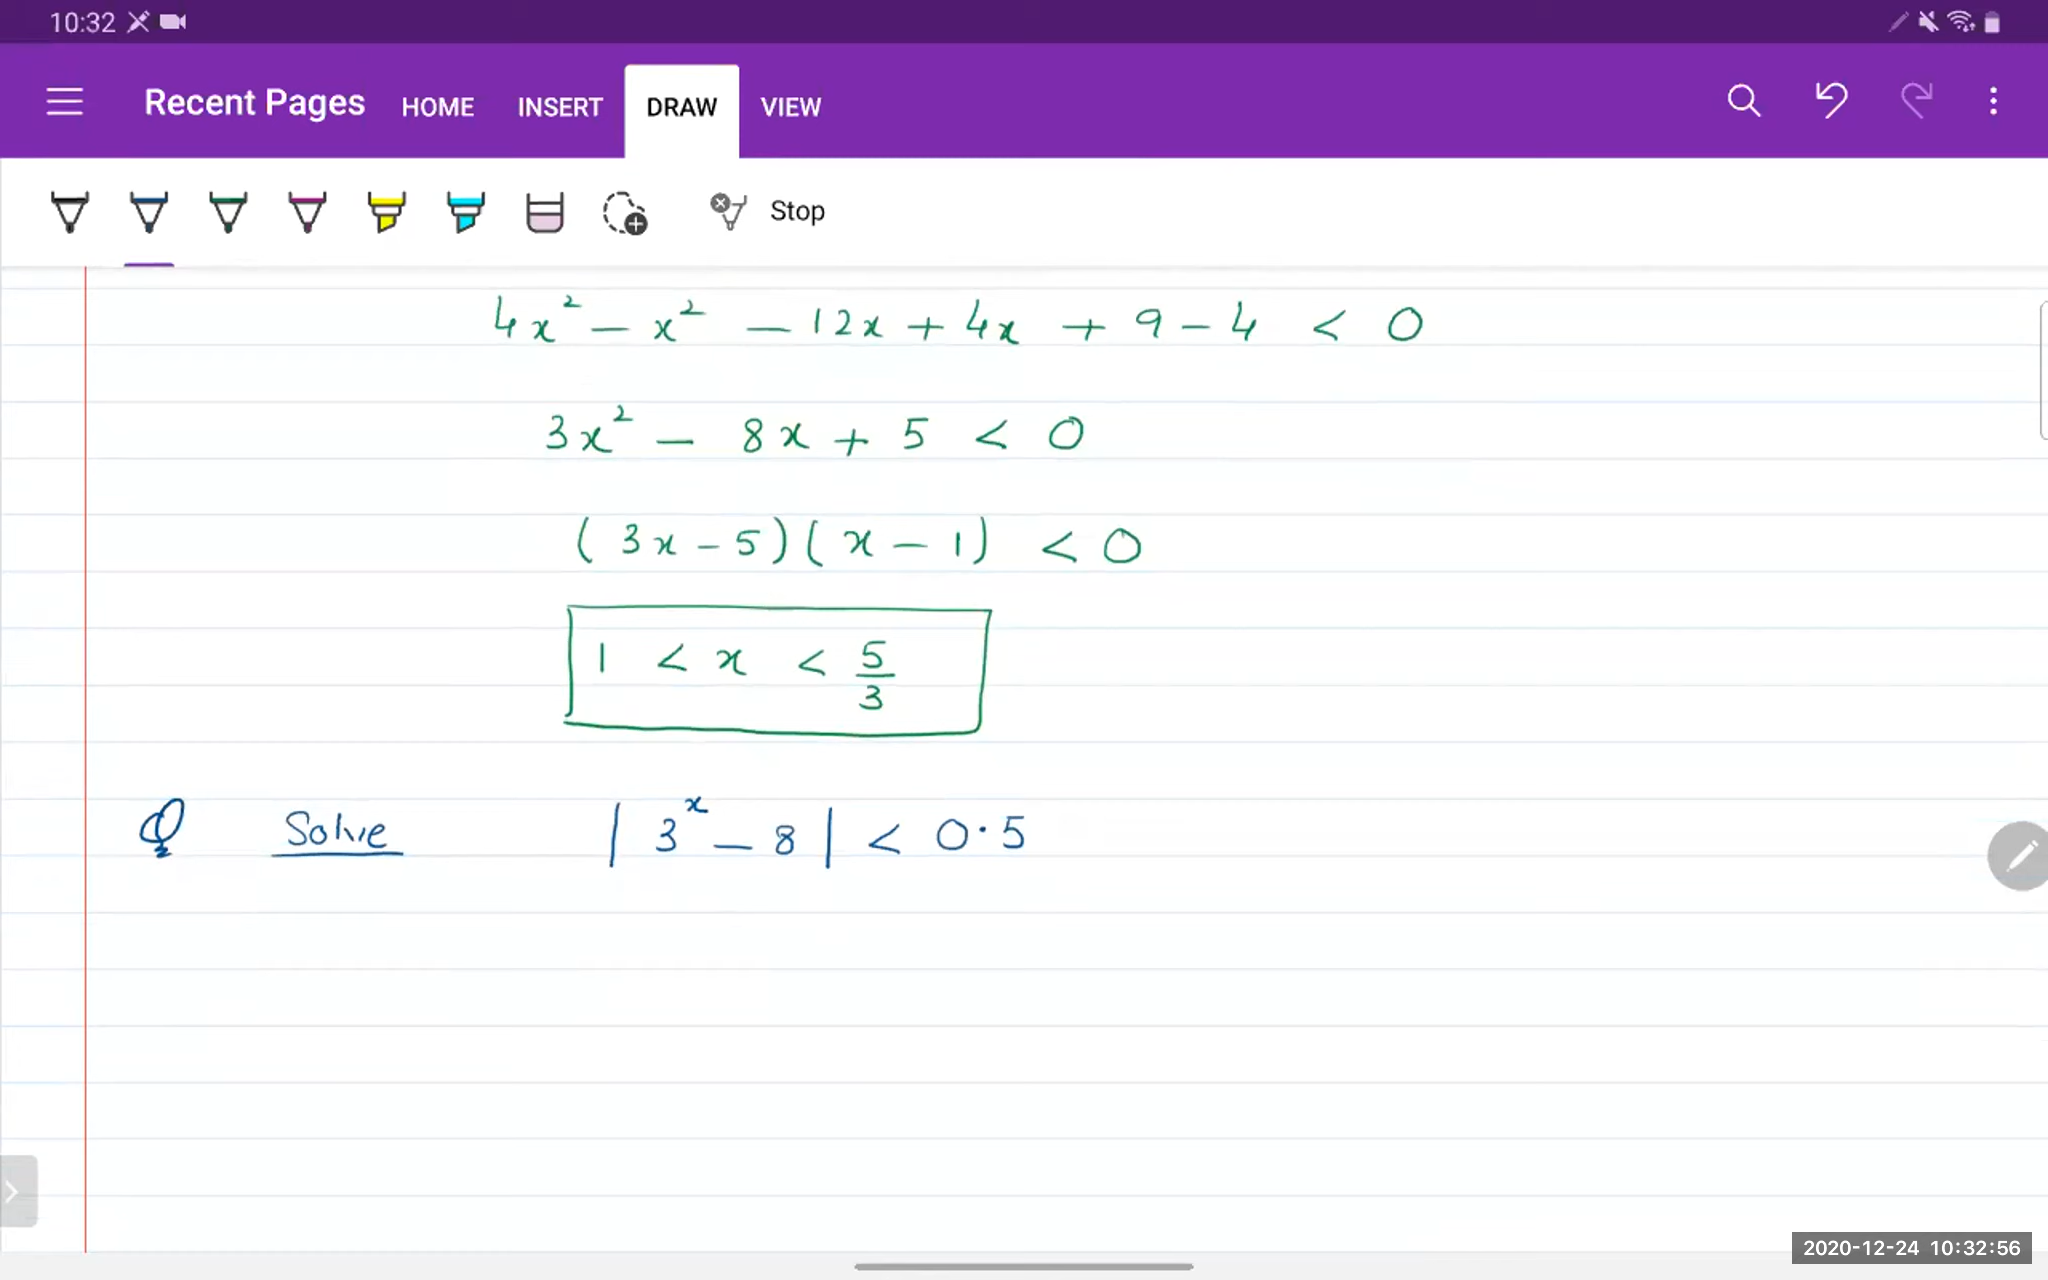 10:32
Recent Pages HOME INSERT DRAW VIEW
Stop
4x² - x² - 12x + 4x + 9 - 4 < 0
3x² - 8x + 5 < 0
(3x - 5)(x - 1) < 0
1 < x < 5/3
Q Solve |3^x - 8| < 0.5
2020-12-24 10:32:56